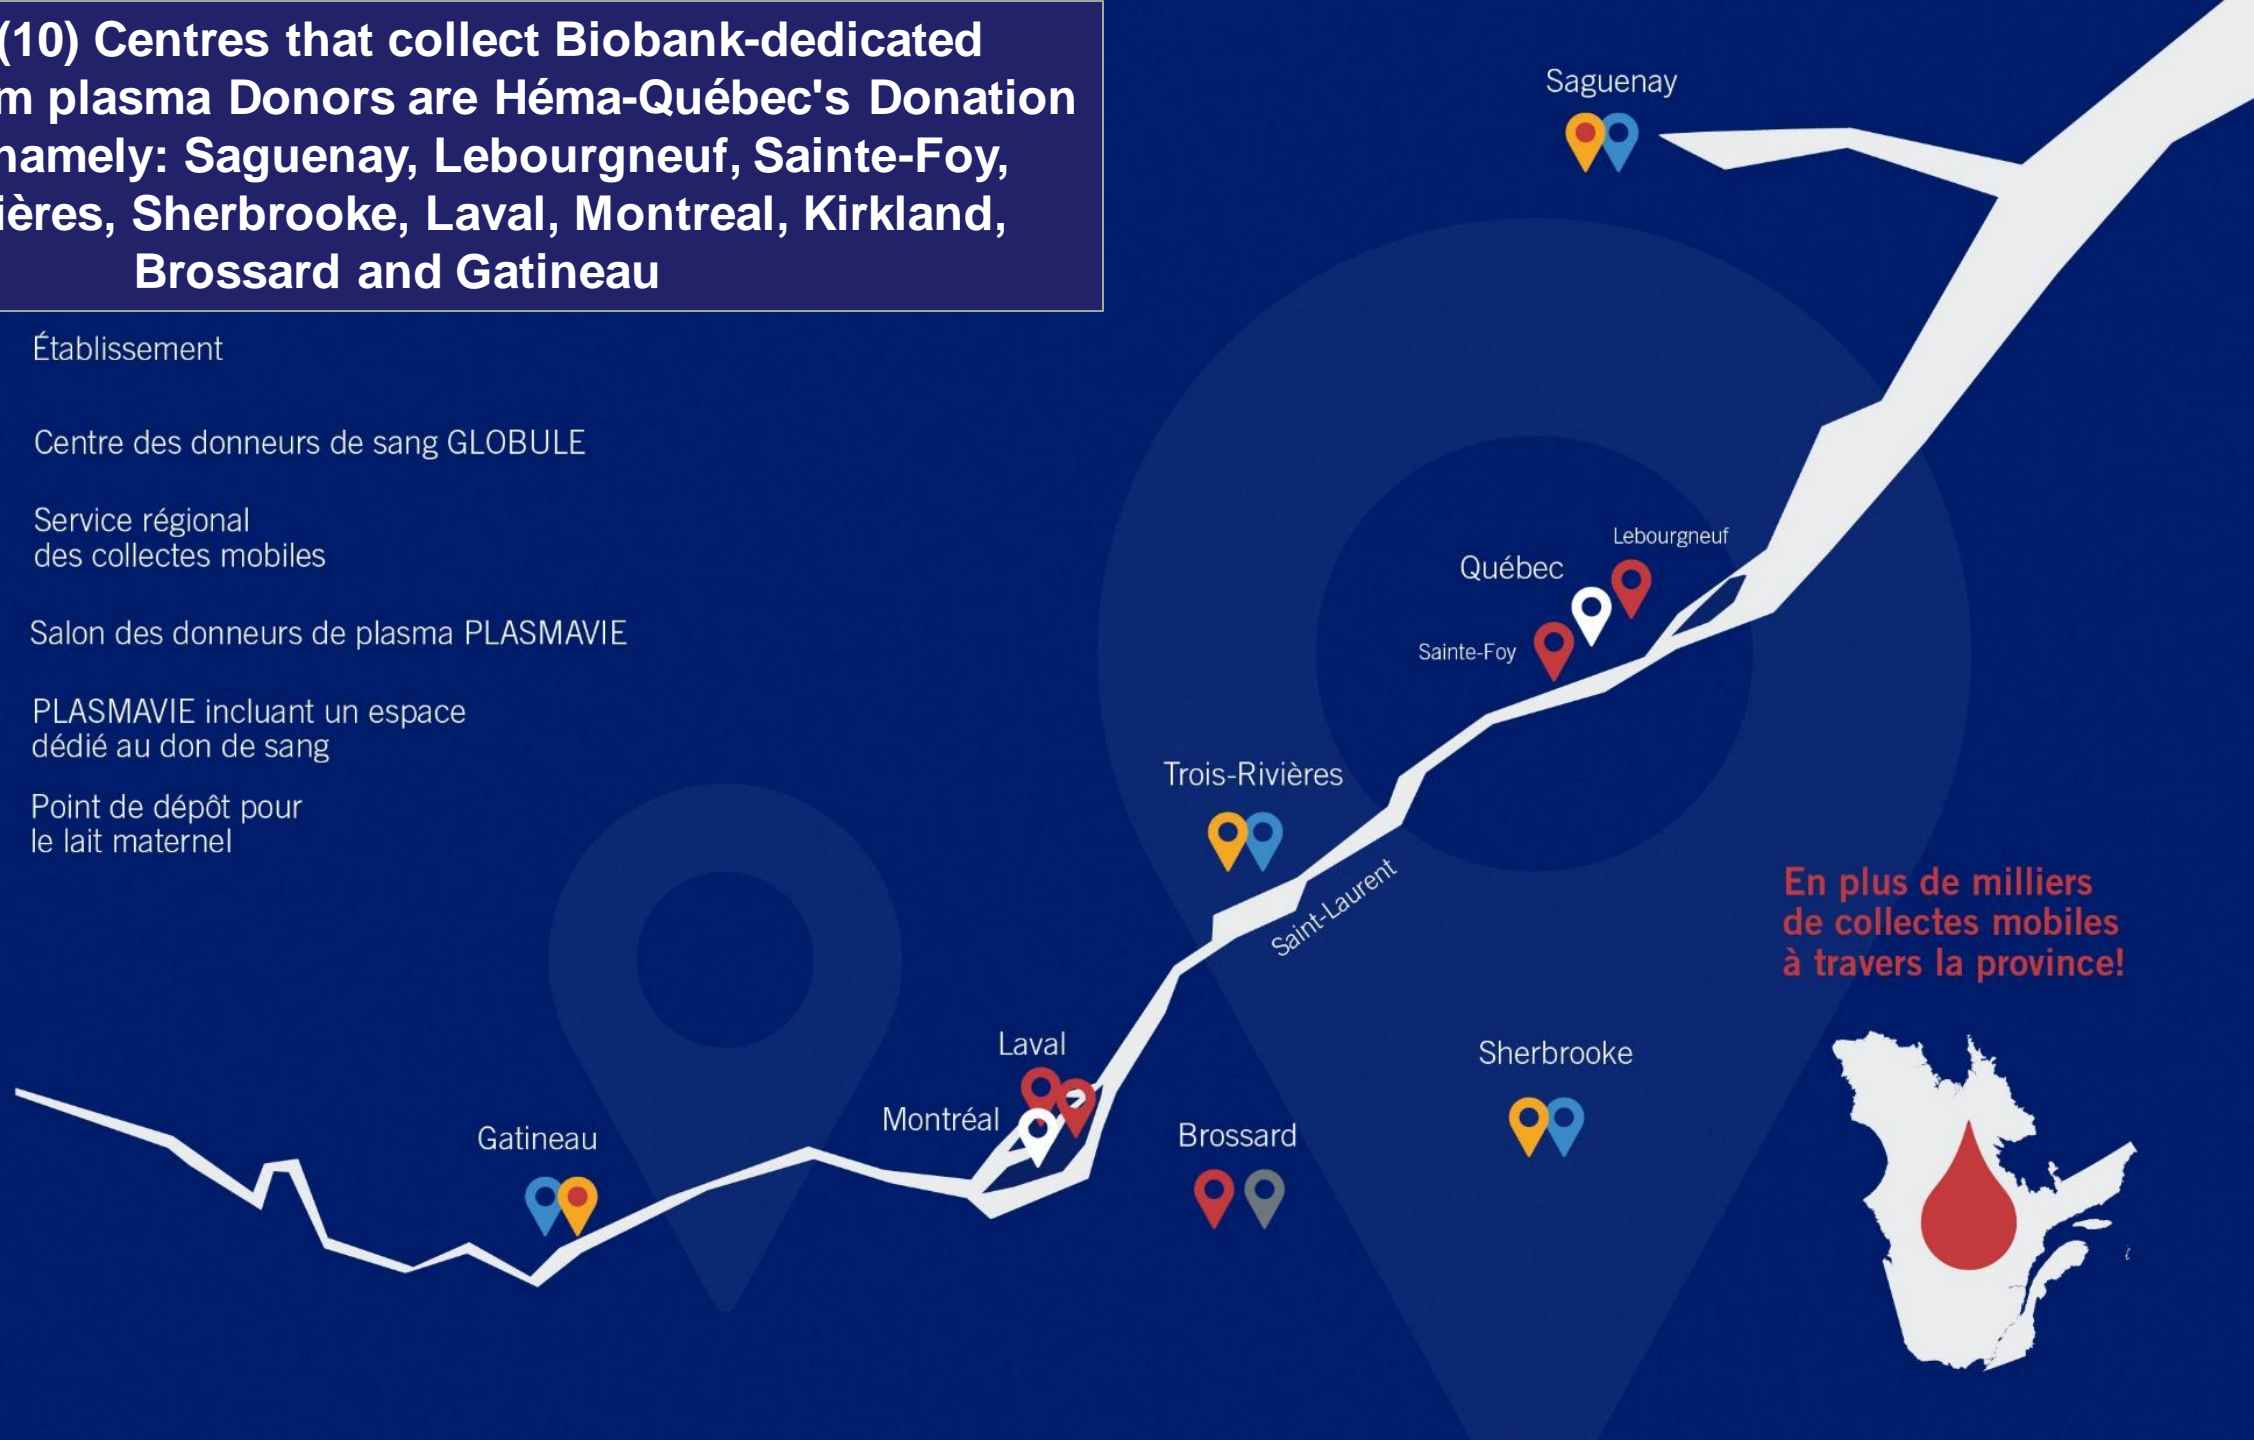 (10) Centres that collect Biobank-dedicated
m plasma Donors are Héma-Québec's Donation
namely: Saguenay, Lebourgneuf, Sainte-Foy,
ières, Sherbrooke, Laval, Montreal, Kirkland,
Brossard and Gatineau
Établissement
Centre des donneurs de sang GLOBULE
Service régional
des collectes mobiles
Salon des donneurs de plasma PLASMAVIE
PLASMAVIE incluant un espace
dédié au don de sang
Point de dépôt pour
le lait maternel
Saguenay
Lebourgneuf
Québec
Sainte-Foy
Trois-Rivières
Saint-Laurent
En plus de milliers
de collectes mobiles
à travers la province!
Laval
Montréal
Sherbrooke
Brossard
Gatineau